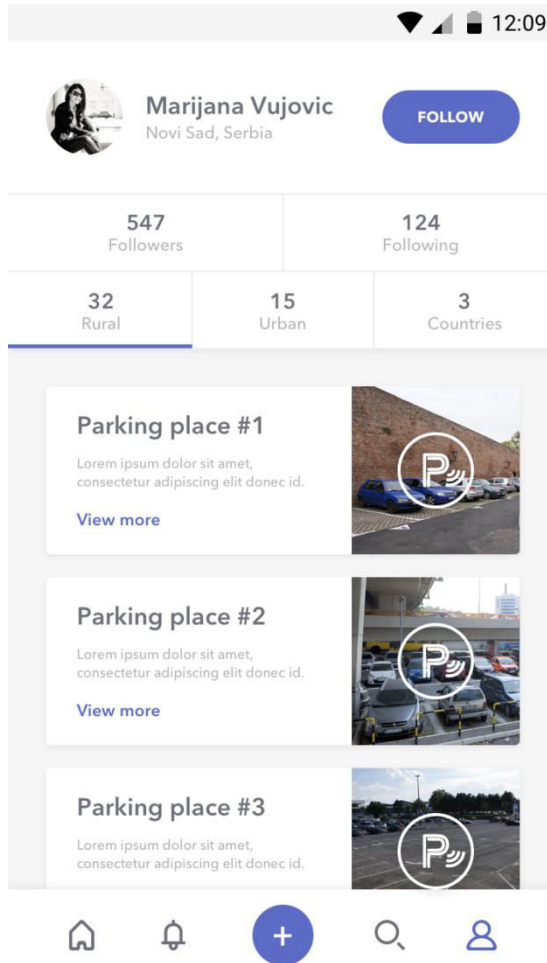 12:09
Marijana Vujovic
Novi Sad, Serbia
FOLLOW
547
Followers
124
Following
32
Rural
15
Urban
3
Countries
Parking place #1
Lorem ipsum dolor sit amet,
consectetur adipiscing elit donec id.
View more
P
Parking place #2
Lorem ipsum dolor sit amet,
consectetur adipiscing elit donec id.
View more
P
Parking place #3
Lorem ipsum dolor sit amet,
consectetur adipiscing elit donec id.
P
+